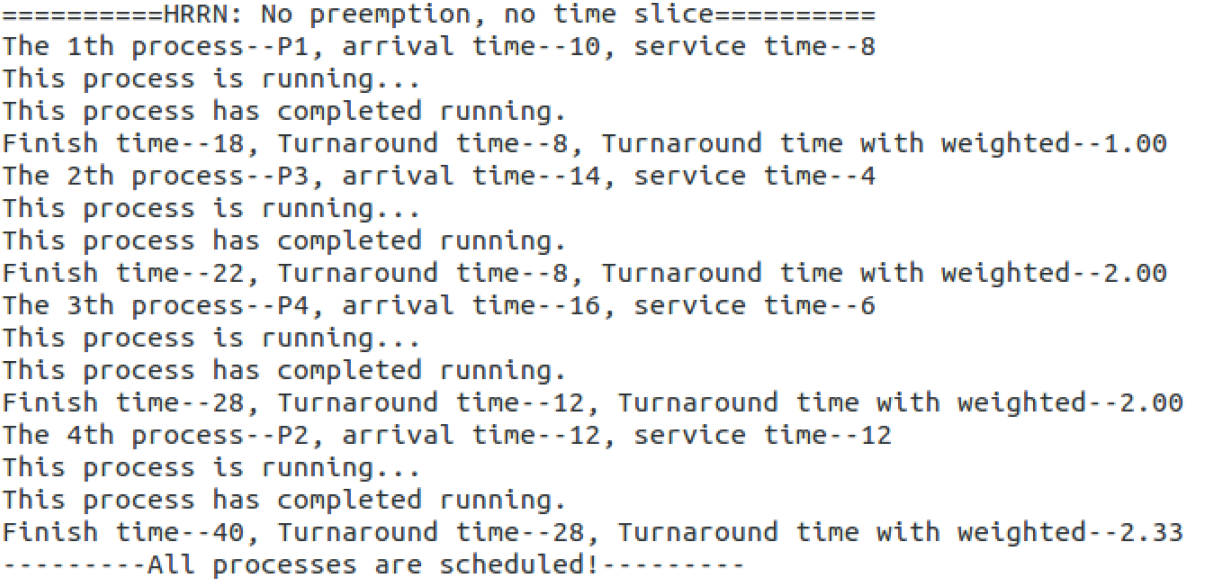 ==========HRRN: No preemption, no time slice==========
The 1th process--P1, arrival time--10, service time--8
This process is running...
This process has completed running.
Finish time--18, Turnaround time--8, Turnaround time with weighted--1.00
The 2th process--P3, arrival time--14, service time--4
This process is running...
This process has completed running.
Finish time--22, Turnaround time--8, Turnaround time with weighted--2.00
The 3th process--P4, arrival time--16, service time--6
This process is running...
This process has completed running.
Finish time--28, Turnaround time--12, Turnaround time with weighted--2.00
The 4th process--P2, arrival time--12, service time--12
This process is running...
This process has completed running.
Finish time--40, Turnaround time--28, Turnaround time with weighted--2.33
---------All processes are scheduled!---------